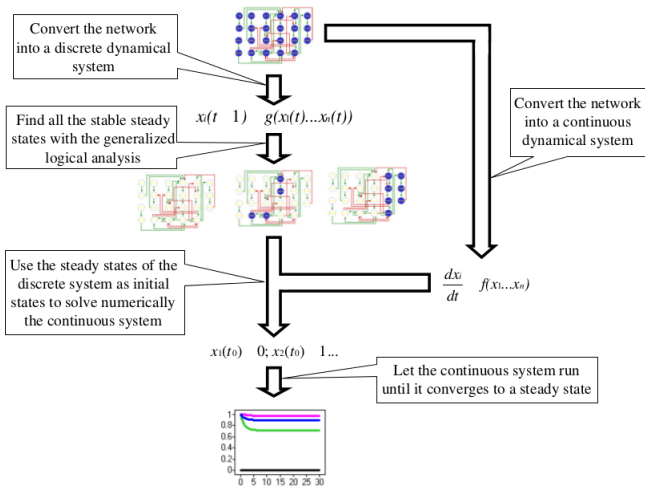 Convert the network
into a discrete dynamical
system
xi(t 1) g(x1(t)...xn(t))
Convert the network
into a continuous
dynamical system
Find all the stable steady
states with the generalized
logical analysis
Use the steady states of the
discrete system as initial
states to solve numerically
the continuous system
dxi
dt
f(x1...xn)
x1(t0) 0; x2(t0) 1...
Let the continuous system run
until it converges to a steady state
1
0.8
0.6
0.4
0.2
0
0 5 10 15 20 25 30